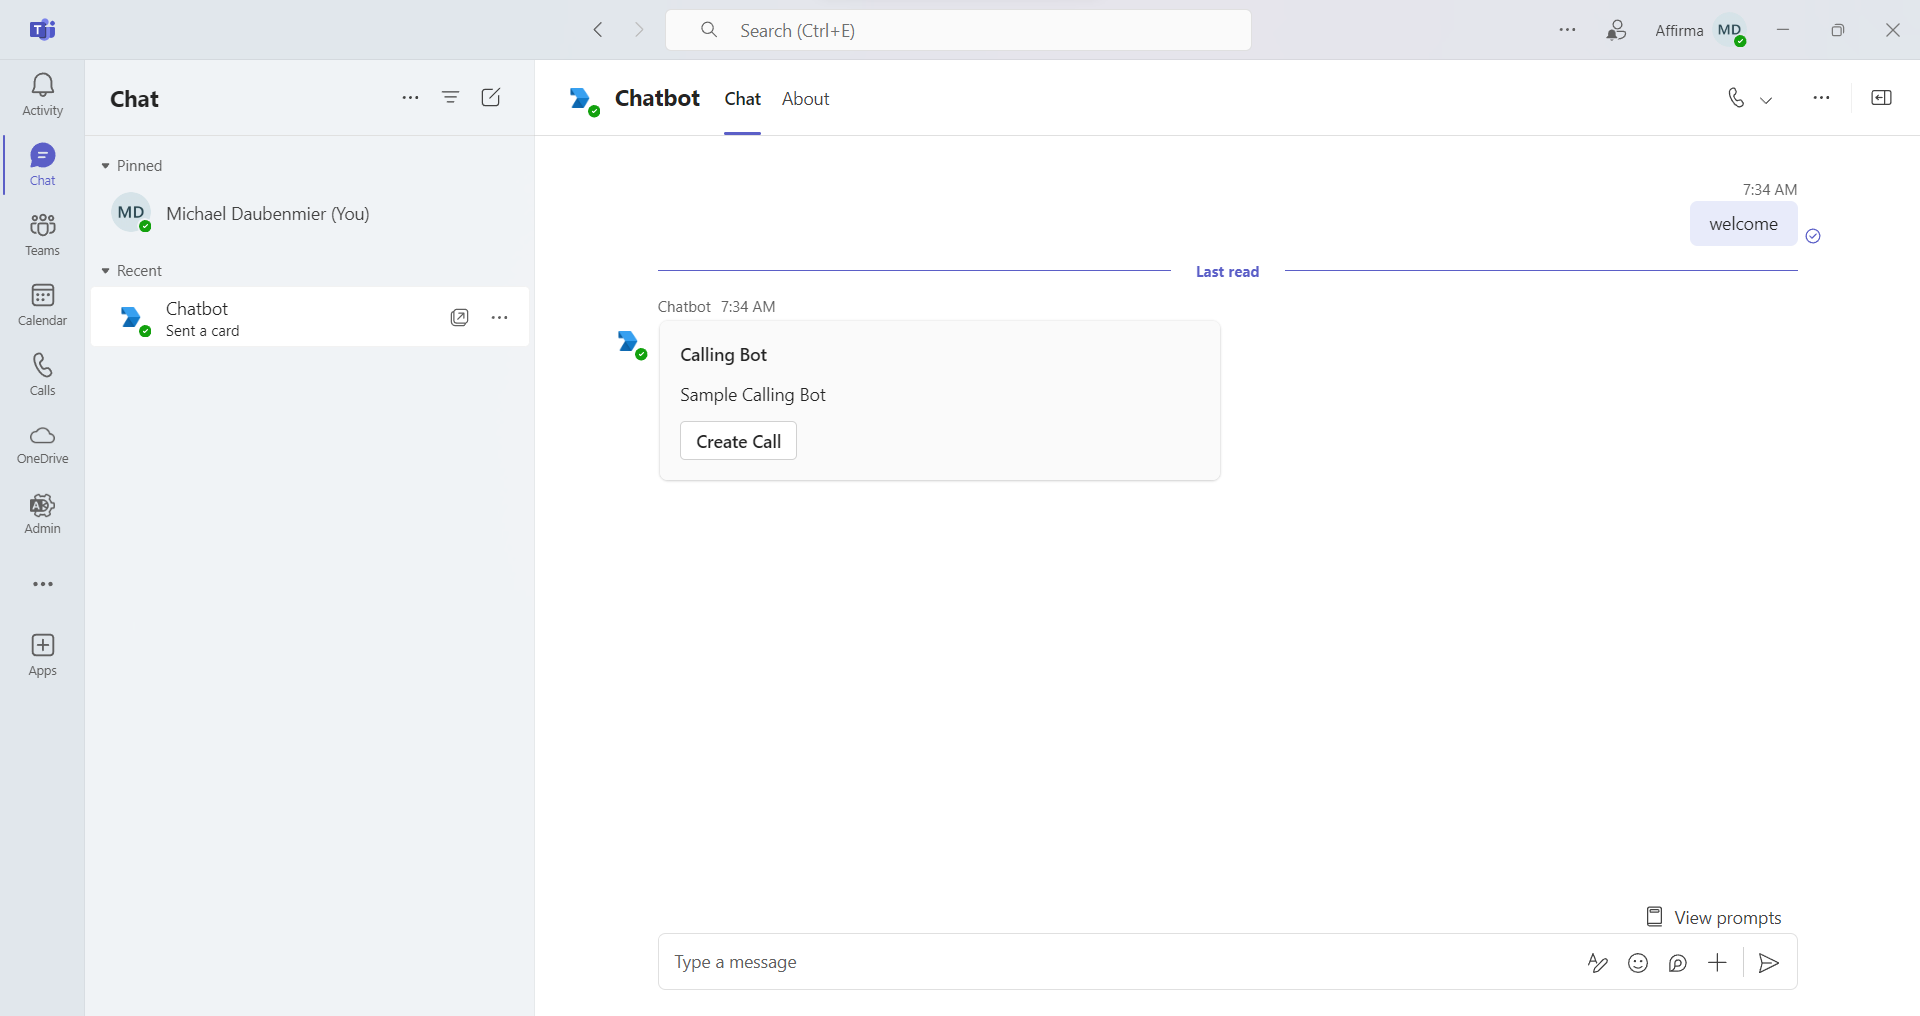 Search (Ctrl+E)
Affirma MD
Activity
Chat
Teams
Calendar
Calls
OneDrive
Admin
Apps
Chat
Pinned
MD Michael Daubenmier (You)
Recent
Chatbot
Sent a card
Chatbot Chat About
7:34 AM
welcome
Last read
Chatbot 7:34 AM
Calling Bot
Sample Calling Bot
Create Call
View prompts
Type a message